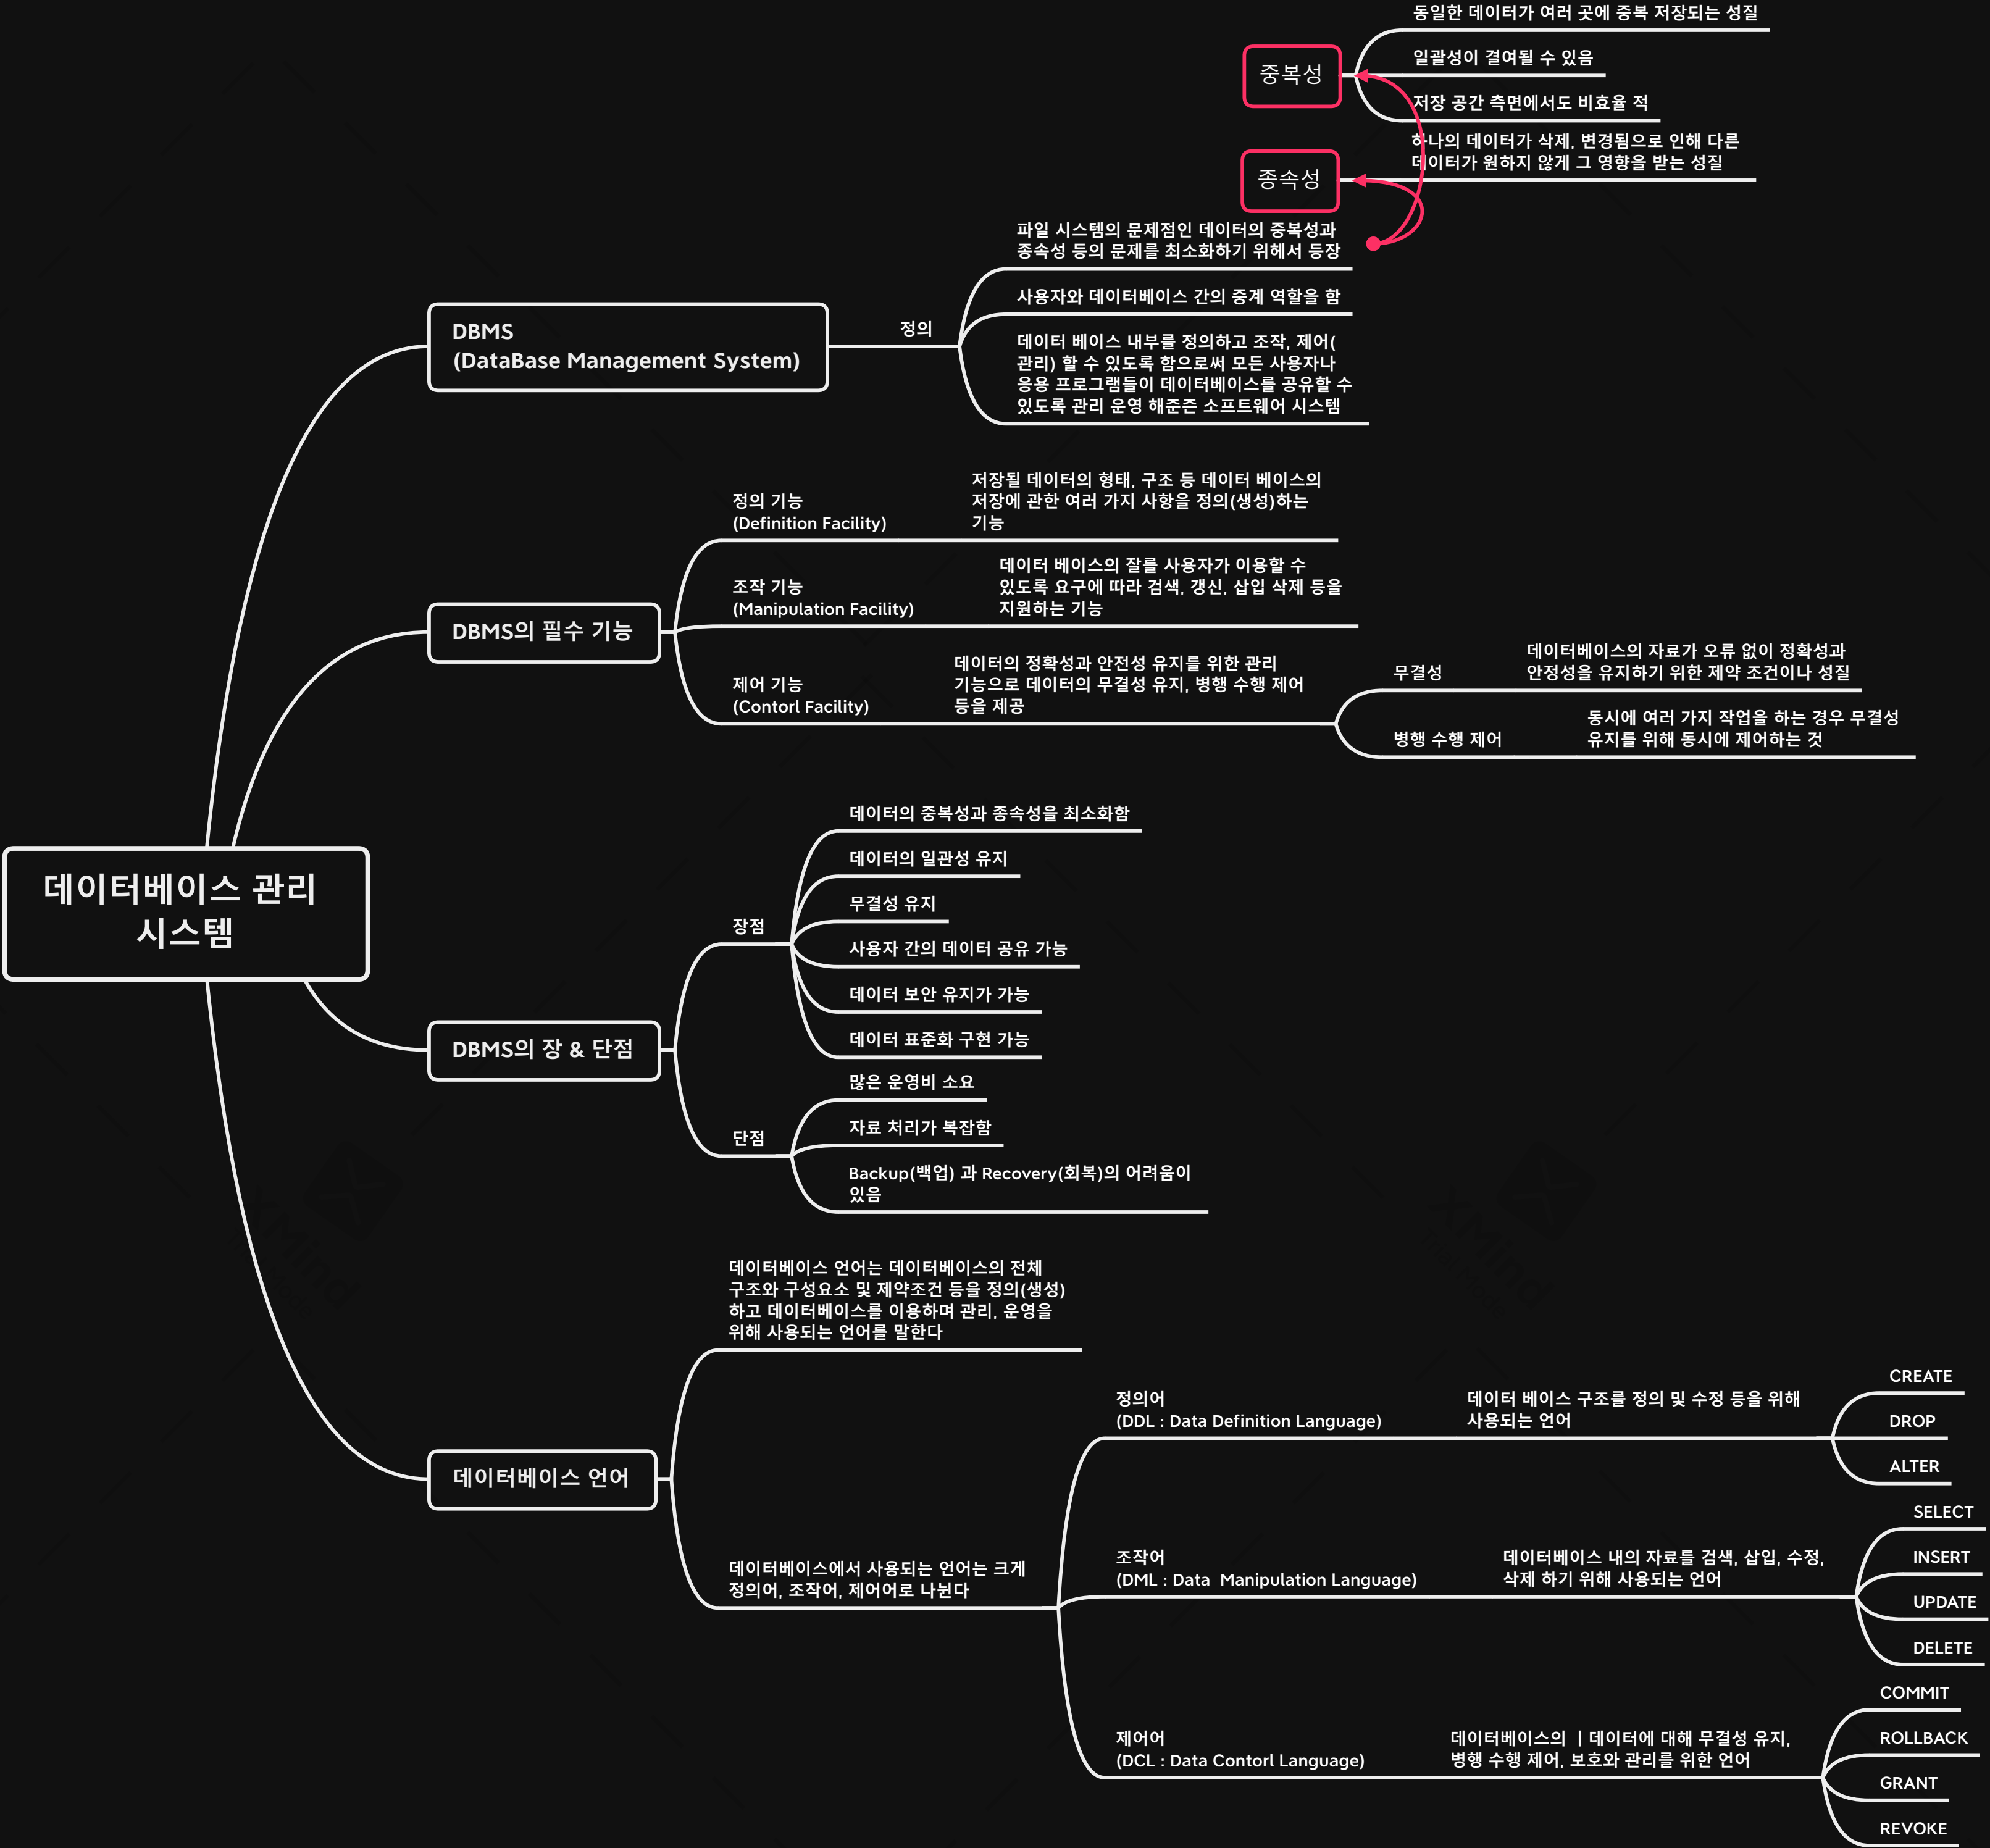 중복성
동일한 데이터가 여러 곳에 중복 저장되는 성질
일괄성이 결여될 수 있음
저장 공간 측면에서도 비효율 적
종속성
하나의 데이터가 삭제, 변경됨으로 인해 다른
데이터가 원하지 않게 그 영향을 받는 성질
DBMS
(DataBase Management System)
정의
파일 시스템의 문제점인 데이터의 중복성과
종속성 등의 문제를 최소화하기 위헤서 등장
사용자와 데이터베이스 간의 중계 역할을 함
데이터 베이스 내부를 정의하고 조작, 제어(
관리) 할 수 있도록 함으로써 모든 사용자나
응용 프로그램들이 데이터베이스를 공유할 수
있도록 관리 운영 해준즌 소프트웨어 시스템
DBMS의 필수 기능
정의 기능
(Definition Facility)
저장될 데이터의 형태, 구조 등 데이터 베이스의
저장에 관한 여러 가지 사항을 정의(생성)하는
기능
조작 기능
(Manipulation Facility)
데이터 베이스의 잘를 사용자가 이용할 수
있도록 요구에 따라 검색, 갱신, 삽입 삭제 등을
지원하는 기능
제어 기능
(Contorl Facility)
데이터의 정확성과 안전성 유지를 위한 관리
기능으로 데이터의 무결성 유지, 병행 수행 제어
등을 제공
무결성
데이터베이스의 자료가 오류 없이 정확성과
안정성을 유지하기 위한 제약 조건이나 성질
병행 수행 제어
동시에 여러 가지 작업을 하는 경우 무결성
유지를 위해 동시에 제어하는 것
데이터베이스 관리
시스템
DBMS의 장 & 단점
장점
데이터의 중복성과 종속성을 최소화함
데이터의 일관성 유지
무결성 유지
사용자 간의 데이터 공유 가능
데이터 보안 유지가 가능
데이터 표준화 구현 가능
단점
많은 운영비 소요
자료 처리가 복잡함
Backup(백업) 과 Recovery(회복)의 어려움이
있음
데이터베이스 언어
데이터베이스 언어는 데이터베이스의 전체
구조와 구성요소 및 제약조건 등을 정의(생성)
하고 데이터베이스를 이용하며 관리, 운영을
위해 사용되는 언어를 말한다
데이터베이스에서 사용되는 언어는 크게
정의어, 조작어, 제어어로 나뉜다
정의어
(DDL : Data Definition Language)
데이터 베이스 구조를 정의 및 수정 등을 위해
사용되는 언어
CREATE
DROP
ALTER
조작어
(DML : Data  Manipulation Language)
데이터베이스 내의 자료를 검색, 삽입, 수정,
삭제 하기 위해 사용되는 언어
SELECT
INSERT
UPDATE
DELETE
제어어
(DCL : Data Contorl Language)
데이터베이스의 ㅣ데이터에 대해 무결성 유지,
병행 수행 제어, 보호와 관리를 위한 언어
COMMIT
ROLLBACK
GRANT
REVOKE
XMind
XMind